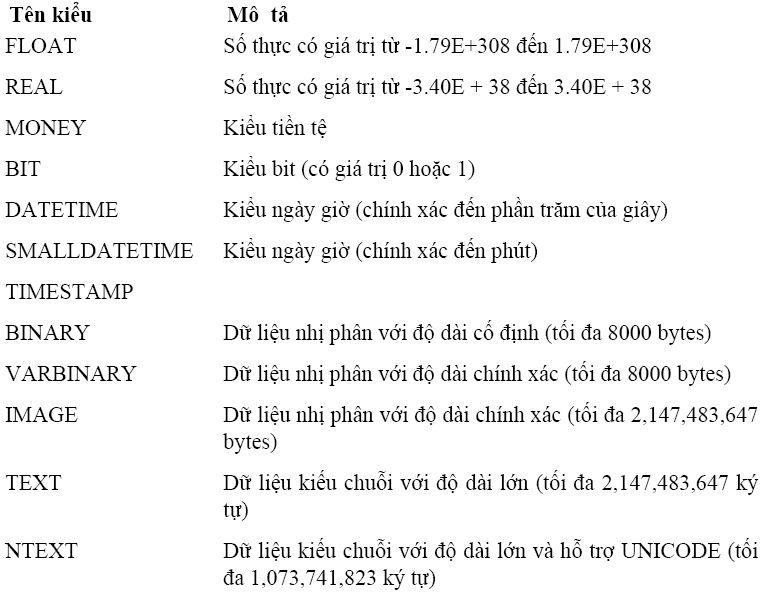 Tên kiểu Mô tả
FLOAT Số thực có giá trị từ -1.79E+308 đến 1.79E+308
REAL Số thực có giá trị từ -3.40E + 38 đến 3.40E + 38
MONEY Kiểu tiền tệ
BIT Kiểu bit (có giá trị 0 hoặc 1)
DATETIME Kiểu ngày giờ (chính xác đến phần trăm của giây)
SMALLDATETIME Kiểu ngày giờ (chính xác đến phút)
TIMESTAMP
BINARY Dữ liệu nhị phân với độ dài cố định (tối đa 8000 bytes)
VARBINARY Dữ liệu nhị phân với độ dài chính xác (tối đa 8000 bytes)
IMAGE Dữ liệu nhị phân với độ dài chính xác (tối đa 2,147,483,647
bytes)
TEXT Dữ liệu kiếu chuỗi với độ dài lớn (tối đa 2,147,483,647 ký
tự)
NTEXT Dữ liệu kiếu chuỗi với độ dài lớn và hỗ trợ UNICODE (tối
đa 1,073,741,823 ký tự)